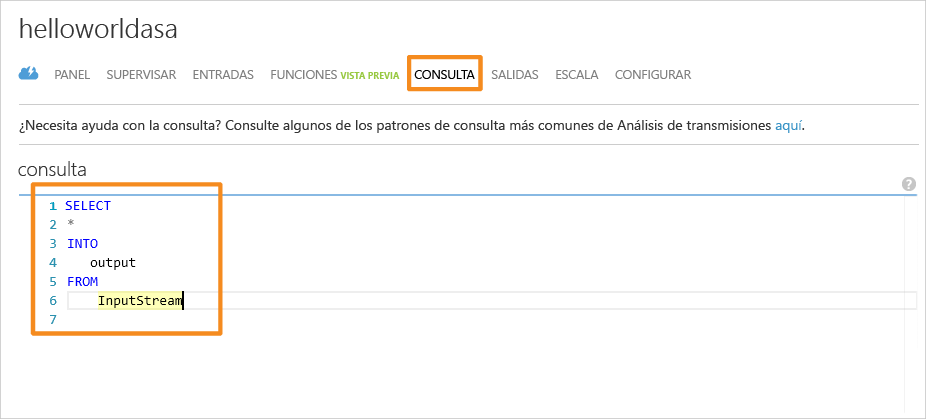 helloworldasa
PANEL SUPERVISAR ENTRADAS FUNCIONES VISTA PREVIA CONSULTA SALIDAS ESCALA CONFIGURAR
¿Necesita ayuda con la consulta? Consulte algunos de los patrones de consulta más comunes de Análisis de transmisiones aquí.
consulta
?
1 SELECT
2 *
3 INTO
4 output
5 FROM
6 InputStream
7